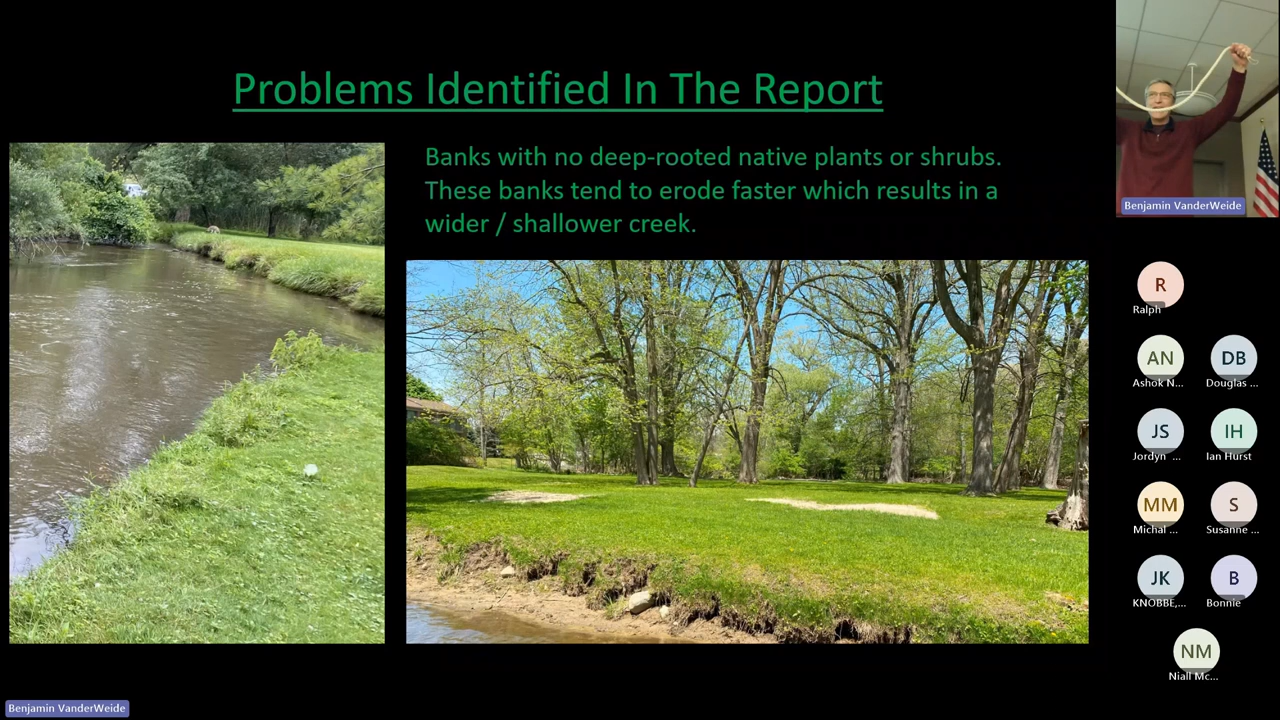 Problems Identified In The Report
Banks with no deep-rooted native plants or shrubs.
These banks tend to erode faster which results in a
wider / shallower creek.
Benjamin VanderWeide
R
Ralph
AN
Ashok N...
DB
Douglas ...
JS
Jordyn ...
IH
Ian Hurst
MM
Michal ...
S
Susanne ...
JK
KNOBBE,...
B
Bonnie
NM
Niall Mc...
Benjamin VanderWeide